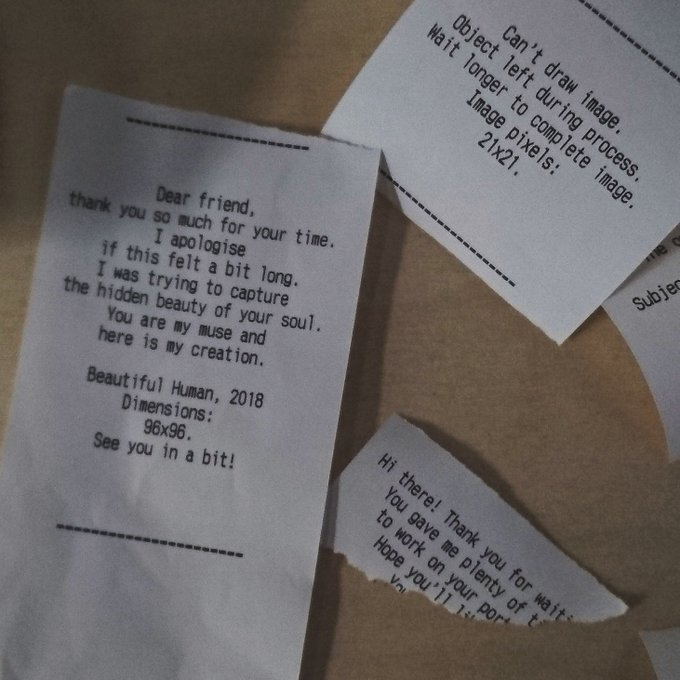 Dear friend,
thank you so much for your time.
I apologise
if this felt a bit long.
I was trying to capture
the hidden beauty of your soul.
You are my muse and
here is my creation.
Beautiful Human, 2018
Dimensions:
96x96.
See you in a bit!
Can't draw image.
Object left during process.
Wait longer to complete image.
Image pixels:
21x21.
Hi there! Thank you for
You gave me plenty of
to work on your
Hope you'll